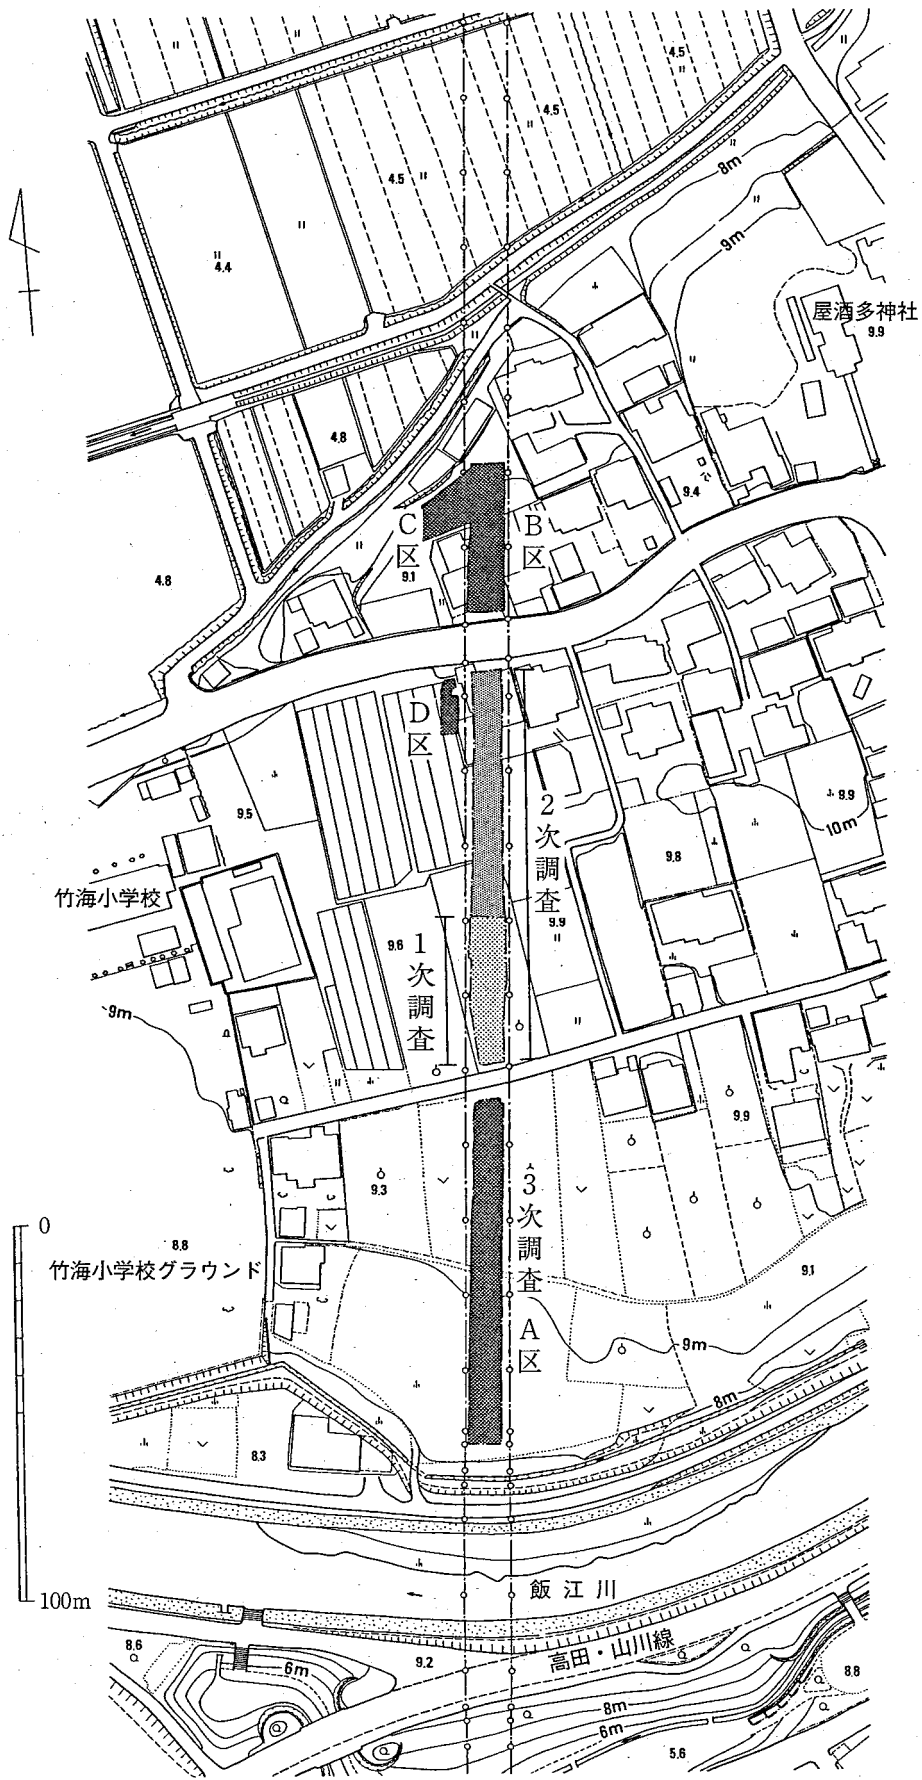 4.5
4.5
4.5
4.4
8m
9m
屋酒多神社
9.9
4.8
9.4
C区
B区
9.1
4.8
D区
2次調査
9.5
9.9
10m
9.8
竹海小学校
9.6
1次調査
9.9
9m
9.9
9.3
3次調査
A区
0
8.8
竹海小学校グラウンド
9.1
9m
8m
8.3
100m
飯江川
高田・山川線
8.6
6m
9.2
8.8
8m
6m
5.6